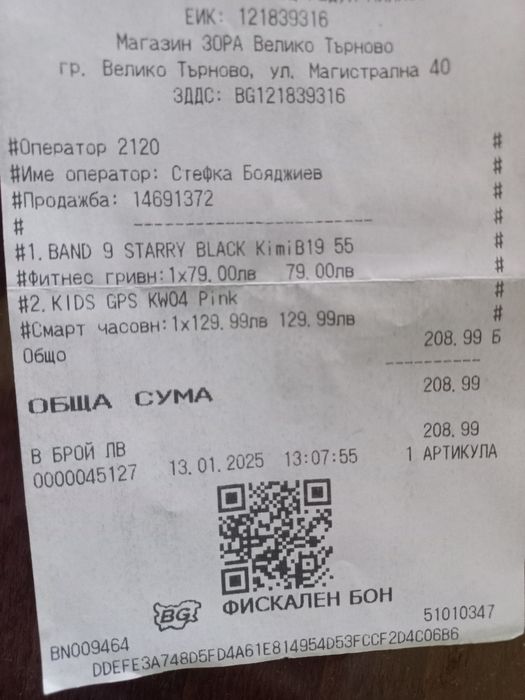 ЕИК: 121839316
Магазин ЗОРА Велико Търново
гр. Велико Търново, ул. Магистрална 40
ЗДДС: BG121839316
#Оператор 2120 #
#Име оператор: Стефка Бояджиев #
#Продажба: 14691372 #
# ------------------------ #
#1. BAND 9 STARRY BLACK KimiB19 55 #
#Фитнес гривн:1x79.00лв 79.00лв #
#2. KIDS GPS KW04 Pink #
#Смарт часовн:1x129.99лв 129.99лв #
Общо 208.99 Б
----------
ОБЩА СУМА 208.99
В БРОЙ ЛВ 208.99
0000045127 13.01.2025 13:07:55 1 АРТИКУЛА
BG ФИСКАЛЕН БОН
BN009464 51010347
DDEFE3A748D5FD4A61E814954D53FCCF2D4C06B6